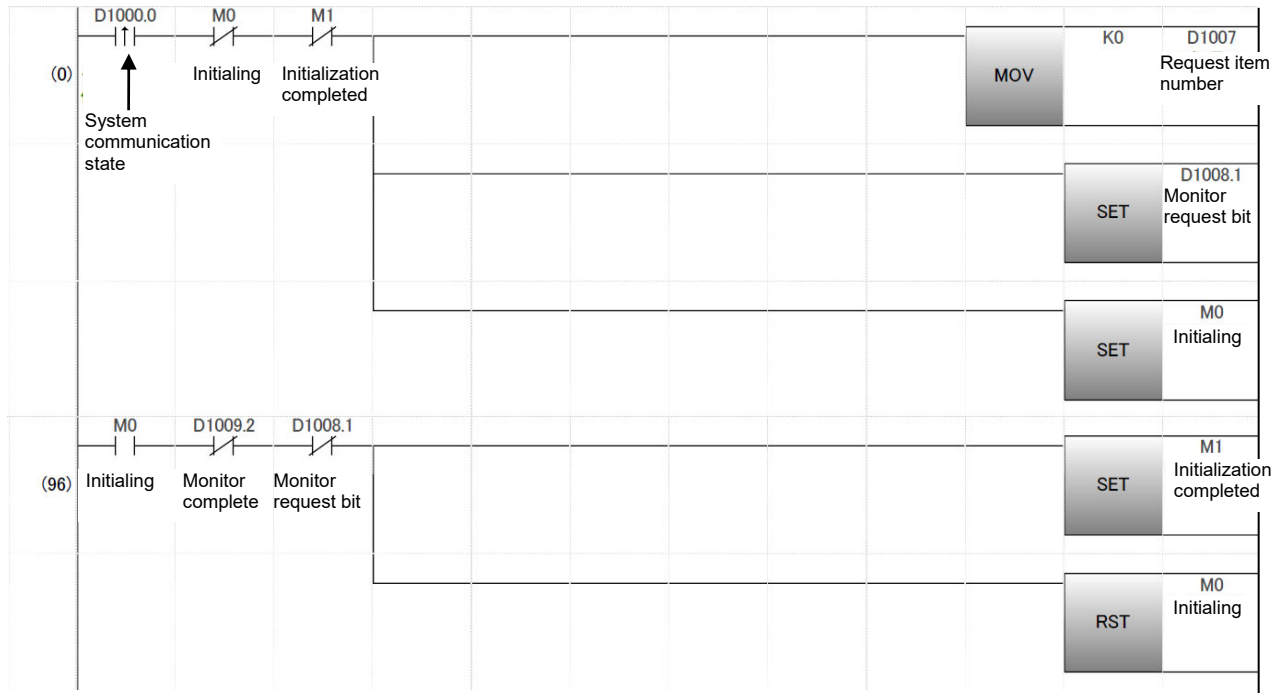 D1000.0 M0 M1
K0 D1007
(0)
Initialing
Initialization
completed
MOV
Request item
number
System
communication
state
D1008.1
SET
Monitor
request bit
M0
SET
Initialing
M0 D1009.2 D1008.1
M1
(96)
Initialing
Monitor
complete
Monitor
request bit
SET
Initialization
completed
M0
RST
Initialing